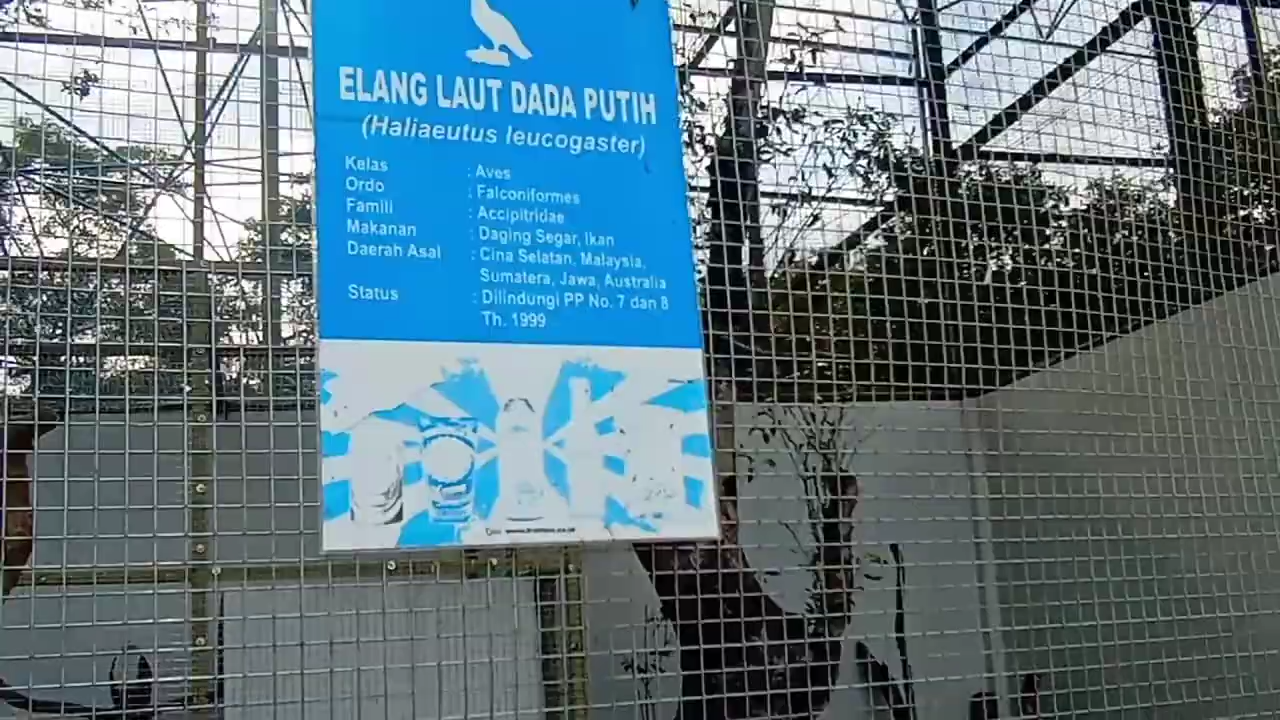 ELANG LAUT DADA PUTIH
(Haliaeutus leucogaster)
Kelas : Aves
Ordo : Falconiformes
Famili : Accipitridae
Makanan : Daging Segar, Ikan
Daerah Asal : Cina Selatan, Malaysia,
Sumatera, Jawa, Australia
Status : Dilindungi PP No. 7 dan 8
Th. 1999